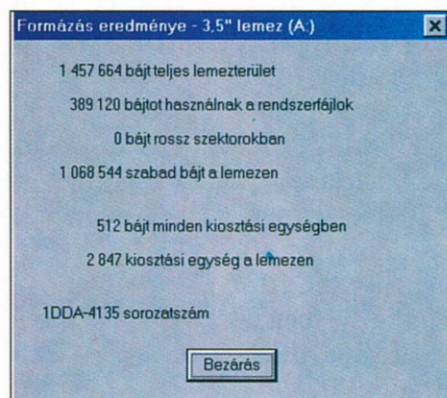 Formázás eredménye - 3,5" lemez (A:)
1 457 664 bájt teljes lemezterület
389 120 bájtot használnak a rendszerfájlok
0 bájt rossz szektorokban
1 068 544 szabad bájt a lemezen
512 bájt minden kiosztási egységben
2 847 kiosztási egység a lemezen
1DDA-4135 sorozatszám
Bezárás